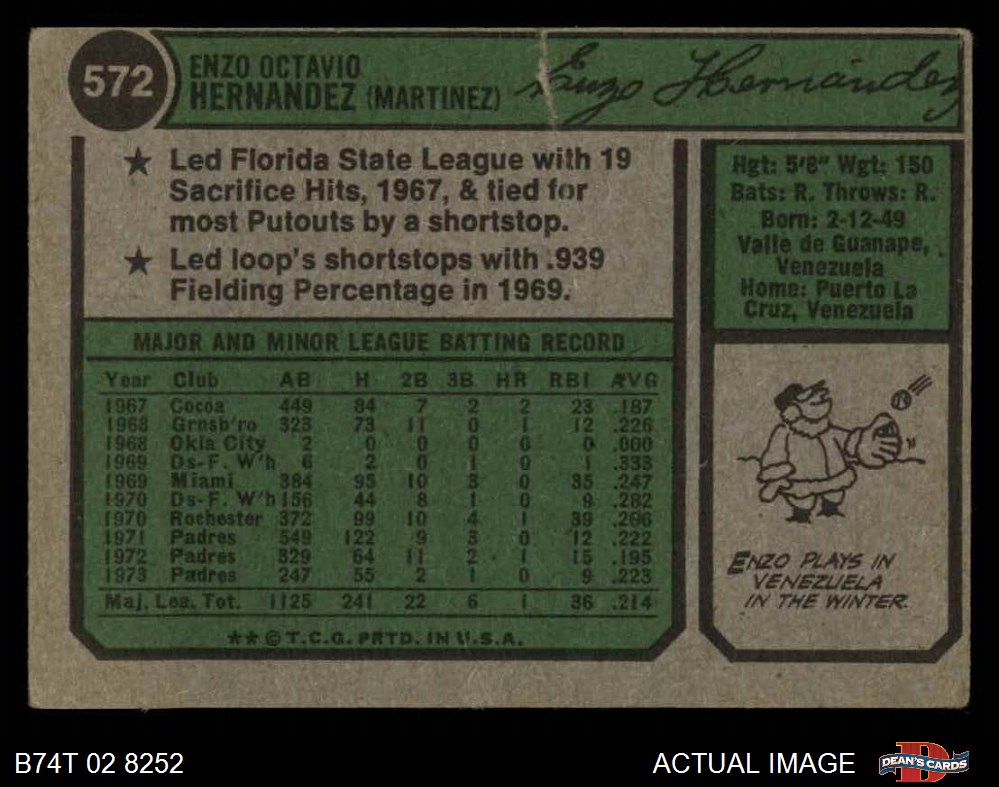 572
ENZO OCTAVIO
HERNANDEZ (MARTINEZ)
Enzo Hernández
★ Led Florida State League with 19
Sacrifice Hits, 1967, & tied for
most Putouts by a shortstop.
★ Led loop's shortstops with .939
Fielding Percentage in 1969.
Hgt: 5'8" Wgt: 150
Bats: R. Throws: R.
Born: 2-12-49
Valle de Guanape,
Venezuela
Home: Puerto La
Cruz, Venezuela
MAJOR AND MINOR LEAGUE BATTING RECORD
Year Club AB H 2B 3B HR RBI AVG
1967 Cocoa 449 84 7 2 2 23 .187
1968 Grnsb'ro 323 73 11 0 1 12 .226
1968 Okla City 2 0 0 0 0 0 .000
1969 Ds-F. W'h 6 2 0 1 0 1 .333
1969 Miami 384 95 10 3 0 35 .247
1970 Ds-F. W'h 156 44 8 1 0 9 .282
1970 Rochester 372 99 10 4 1 39 .266
1971 Padres 549 122 9 3 0 12 .222
1972 Padres 329 64 11 2 1 15 .195
1973 Padres 247 55 2 1 0 9 .223
Maj. Lea. Tot. 1125 241 22 6 1 36 .214
★★ © T.C.G. PRTD. IN U.S.A.
ENZO PLAYS IN
VENEZUELA
IN THE WINTER.
B74T 02 8252
ACTUAL IMAGE
D
DEAN'S CARDS